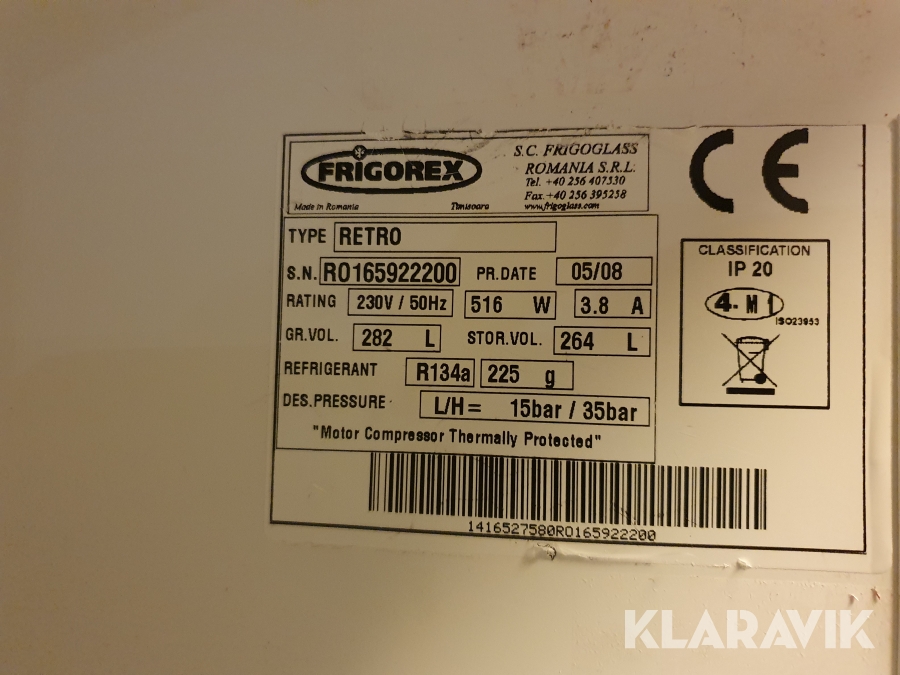 FRIGOREX
S.C. FRIGOGLASS
ROMANIA S.R.L.
Tel. +40 256 407530
Fax. +40 256 395258
Made in Romania Timisoara www.frigoglass.com
CE
TYPE RETRO
S.N. RO165922200 PR.DATE 05/08
RATING 230V / 50Hz 516 W 3.8 A
GR.VOL. 282 L STOR.VOL. 264 L
REFRIGERANT R134a 225 g
DES.PRESSURE L/H = 15bar / 35bar
"Motor Compressor Thermally Protected"
CLASSIFICATION
IP 20
4- M 1
ISO23953
1416527580RO165922200
KLARAVIK